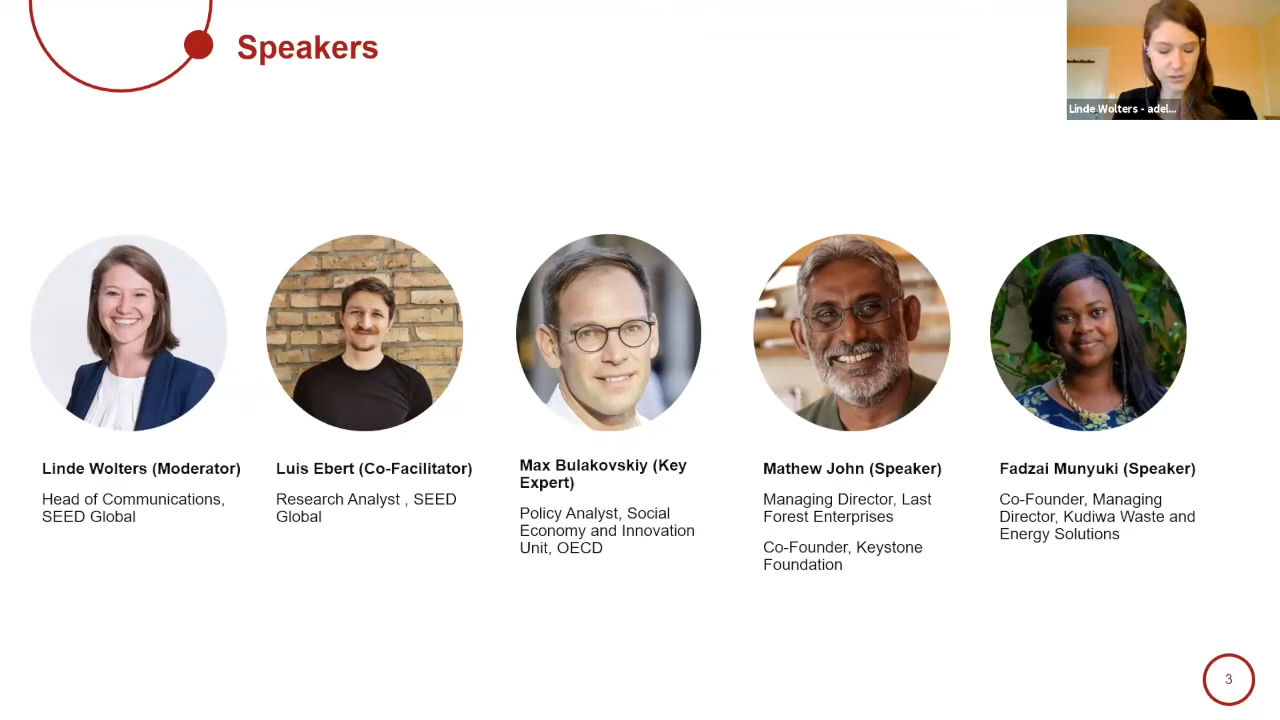 Speakers
Linde Wolters - adel...
Linde Wolters (Moderator)
Head of Communications,
SEED Global
Luis Ebert (Co-Facilitator)
Research Analyst , SEED
Global
Max Bulakovskiy (Key
Expert)
Policy Analyst, Social
Economy and Innovation
Unit, OECD
Mathew John (Speaker)
Managing Director, Last
Forest Enterprises
Co-Founder, Keystone
Foundation
Fadzai Munyuki (Speaker)
Co-Founder, Managing
Director, Kudiwa Waste and
Energy Solutions
3